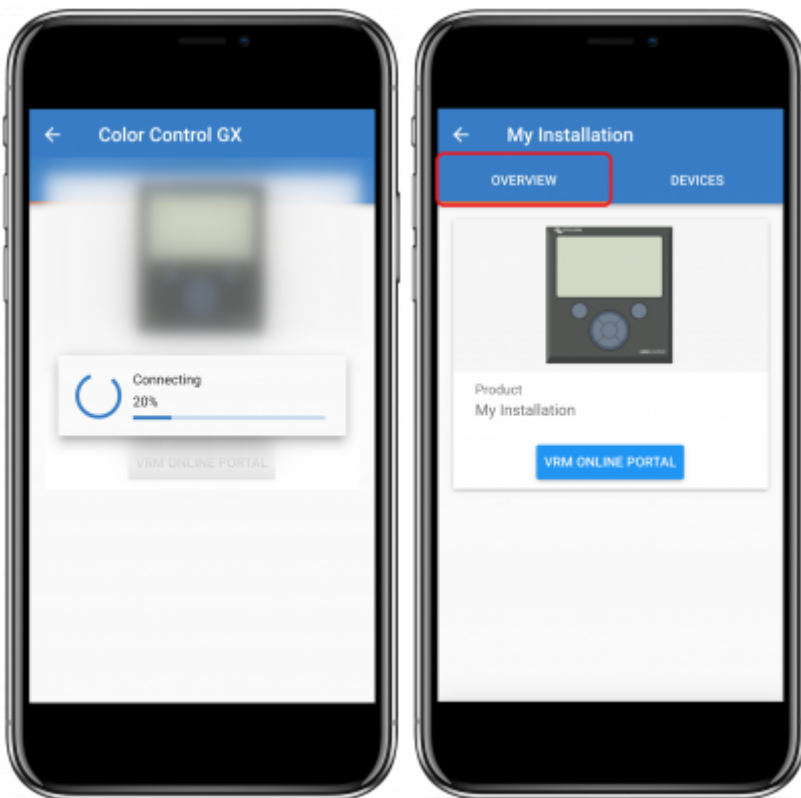 Color Control GX
Connecting
20%
VRM ONLINE PORTAL
My Installation
OVERVIEW
DEVICES
Product
My Installation
VRM ONLINE PORTAL